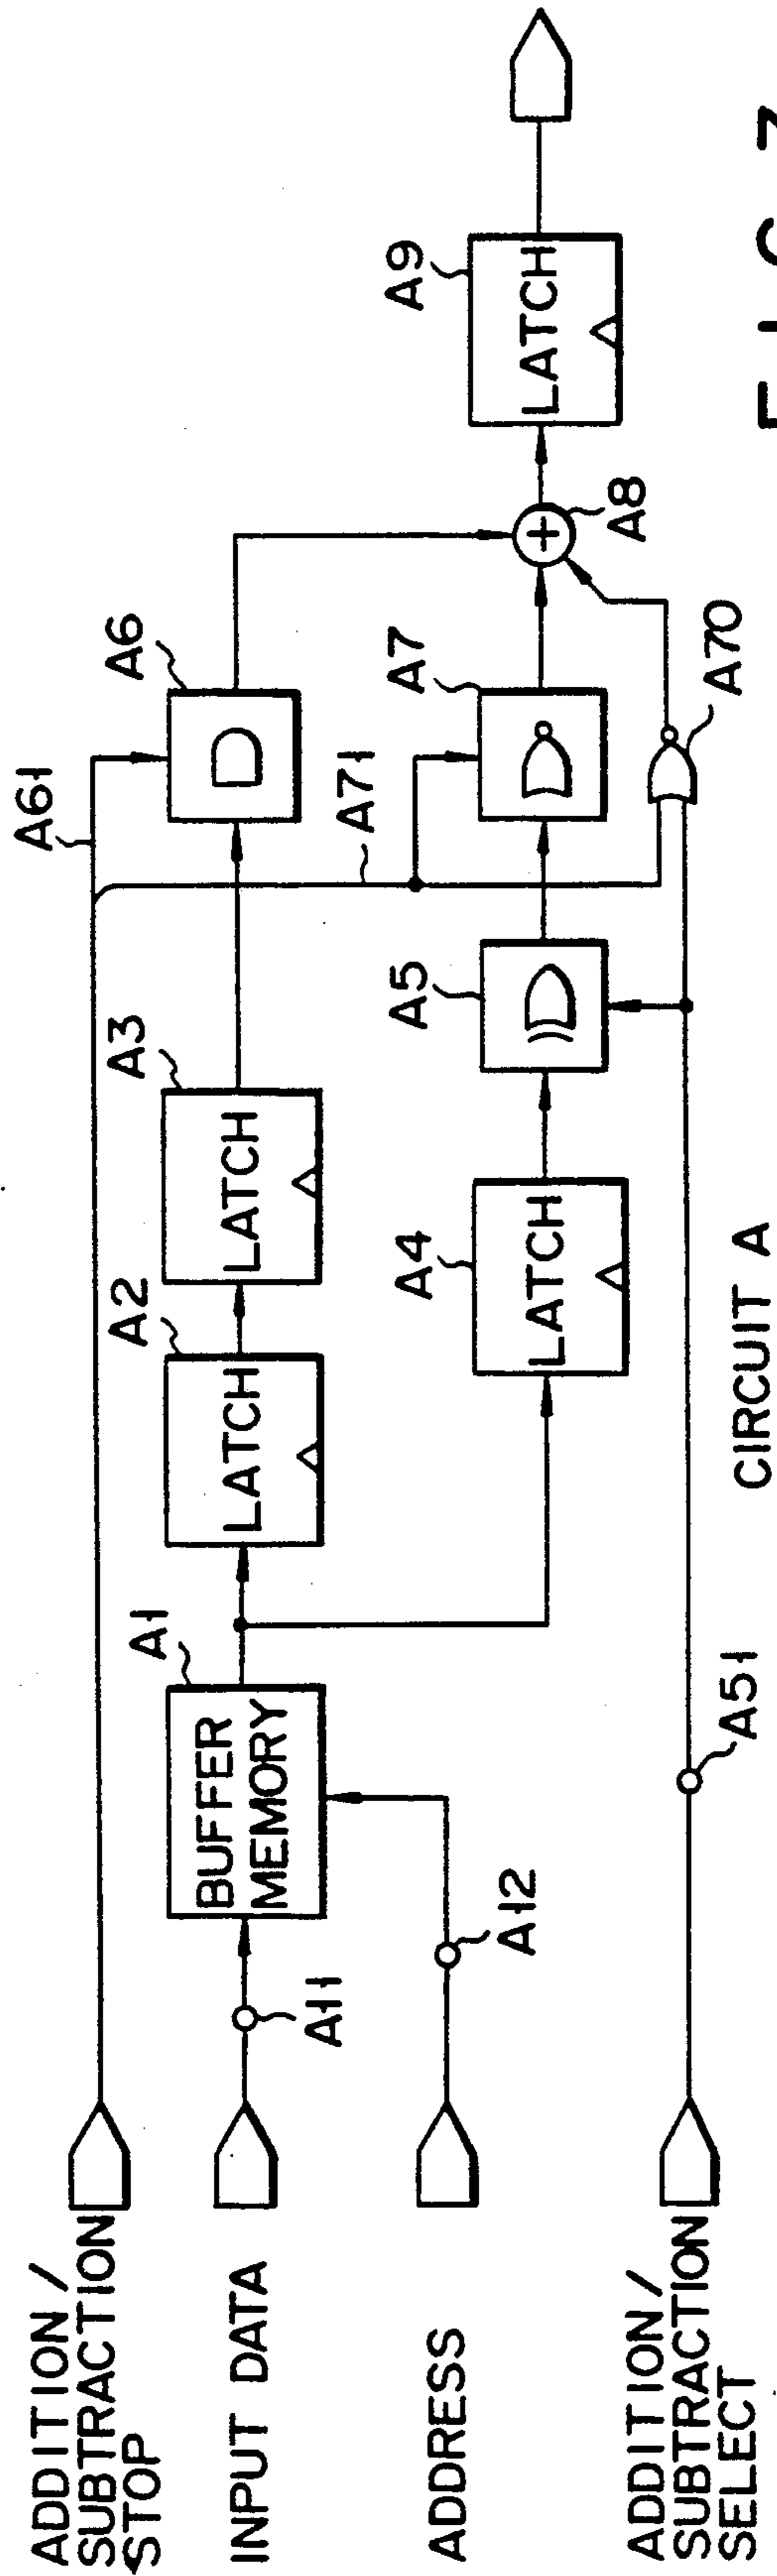 ADDITION/
SUBTRACTION
STOP
INPUT DATA
ADDRESS
ADDITION/
SUBTRACTION
SELECT
A11
A12
A51
A1
BUFFER
MEMORY
A2
LATCH
A3
LATCH
A4
LATCH
A5
A61
A71
A6
A7
A70
A8
+
A9
LATCH
CIRCUIT A